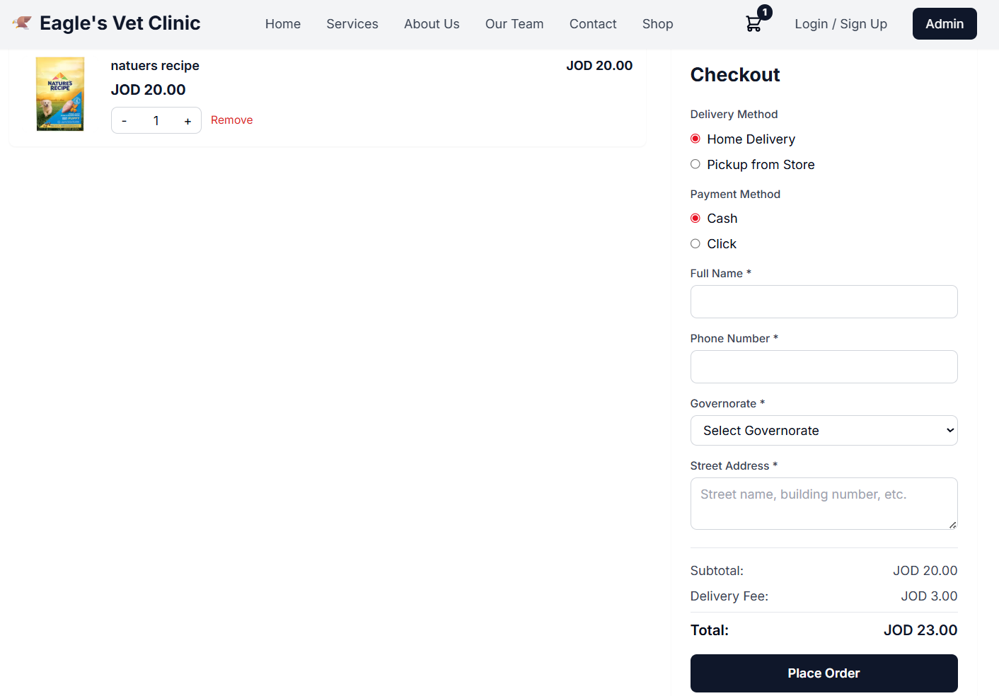 Eagle's Vet Clinic
Home Services About Us Our Team Contact Shop
1
Login / Sign Up
Admin
NATURE'S
RECIPE
natuers recipe
JOD 20.00
- 1 +
Remove
JOD 20.00
Checkout
Delivery Method
Home Delivery
Pickup from Store
Payment Method
Cash
Click
Full Name *
Phone Number *
Governorate *
Select Governorate
Street Address *
Street name, building number, etc.
Subtotal: JOD 20.00
Delivery Fee: JOD 3.00
Total: JOD 23.00
Place Order